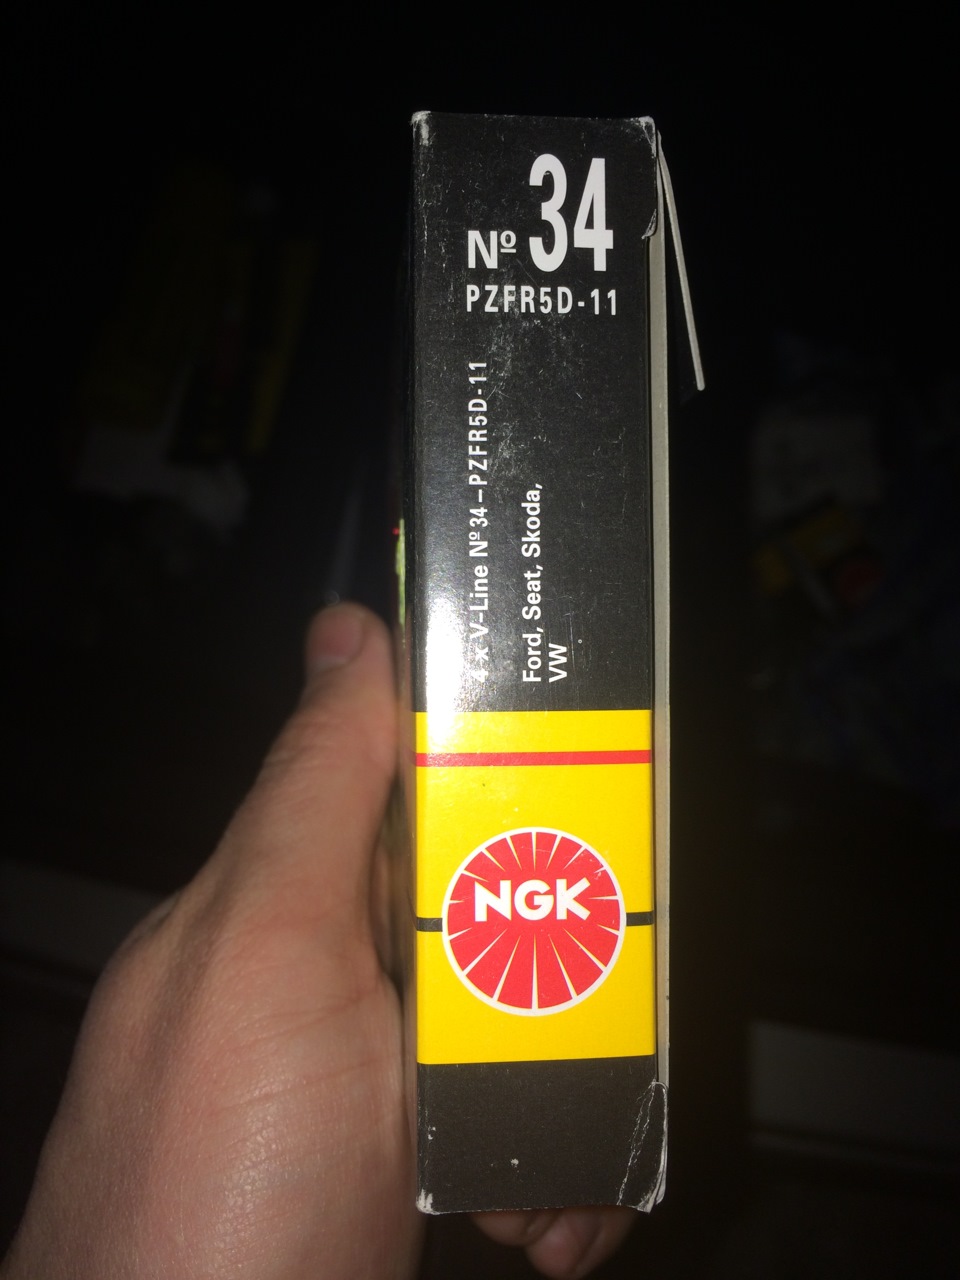 Nº 34
PZFR5D-11
4 x V-Line Nº 34 – PZFR5D-11
Ford, Seat, Skoda,
VW
NGK